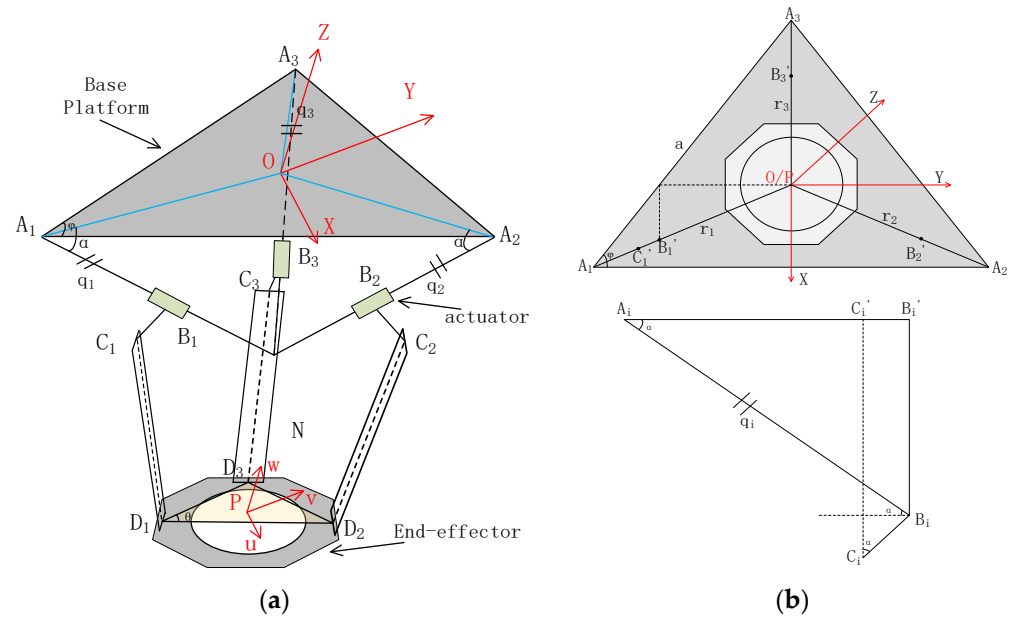 Z
A3
Base
Platform
q3
Y
O
A1
φ
α
X
α
A2
B3
q1
C3
B2
q2
actuator
C1
B1
C2
N
D3
w
P
v
D1
θ
D2
u
End-effector
(a)
A3
B3'
r3
Z
a
O/P
Y
r1
r2
B1'
C1'
B2'
A1
φ
A2
X
Ai
α
Ci'
Bi'
qi
α
Bi
α
Ci
(b)